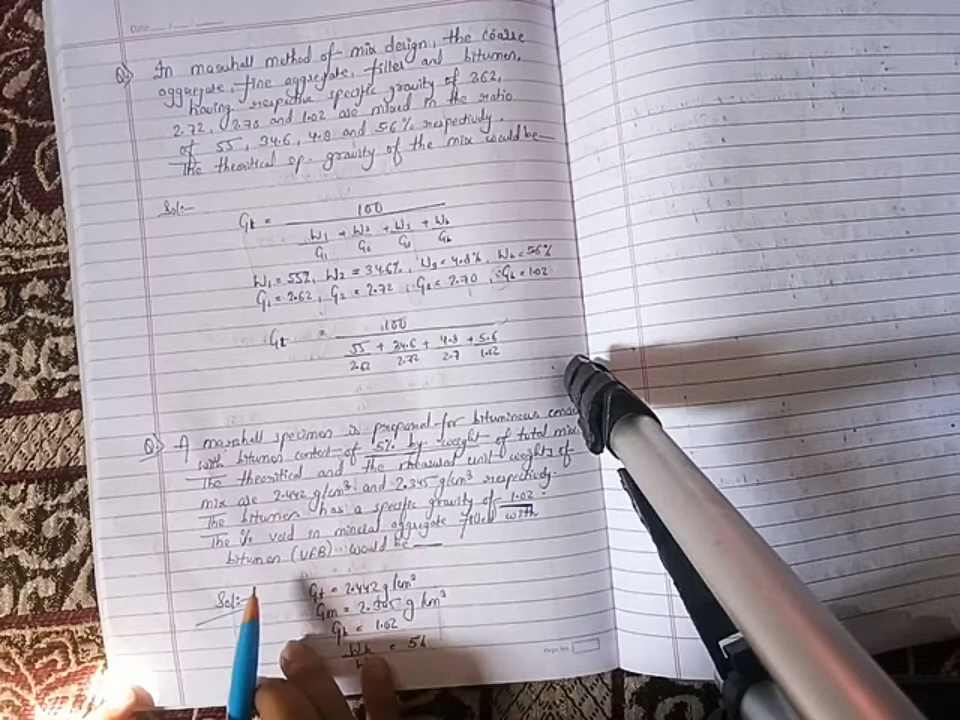 Date
Q) In marshall method of mix design, the coarse
aggregate, fine aggregate, filler and bitumen,
having respective specific gravity of 2.62,
2.72, 2.70 and 1.02 are mixed in the ratio
of 55, 34.6, 4.8 and 5.6% respectively.
The theoritical sp. gravity of the mix would be—
Sol:-
Gt = 100 / (W1/G1 + W2/G2 + W3/G3 + Wb/Gb)
W1 = 55%, W2 = 34.6%, W3 = 4.8%, Wb = 5.6%
G1 = 2.62, G2 = 2.72, G3 = 2.70, Gb = 1.02
Gt = 100 / (55/2.62 + 34.6/2.72 + 4.8/2.7 + 5.6/1.02)
Q) A marshall specimen is prepared for bituminous
with bitumen content of 5% by weight of total mix
The theoritical and the measured unit weights of
mix are 2.442 g/cm³ and 2.345 g/cm³ respectively.
The bitumen has a specific gravity of 1.02.
The % void in mineral aggregate filled with
bitumen (VFB) would be —
Sol:-
Gt = 2.442 g/cm³
Gm = 2.345 g/cm³
Gb = 1.02
Wb = 5%
Page No.